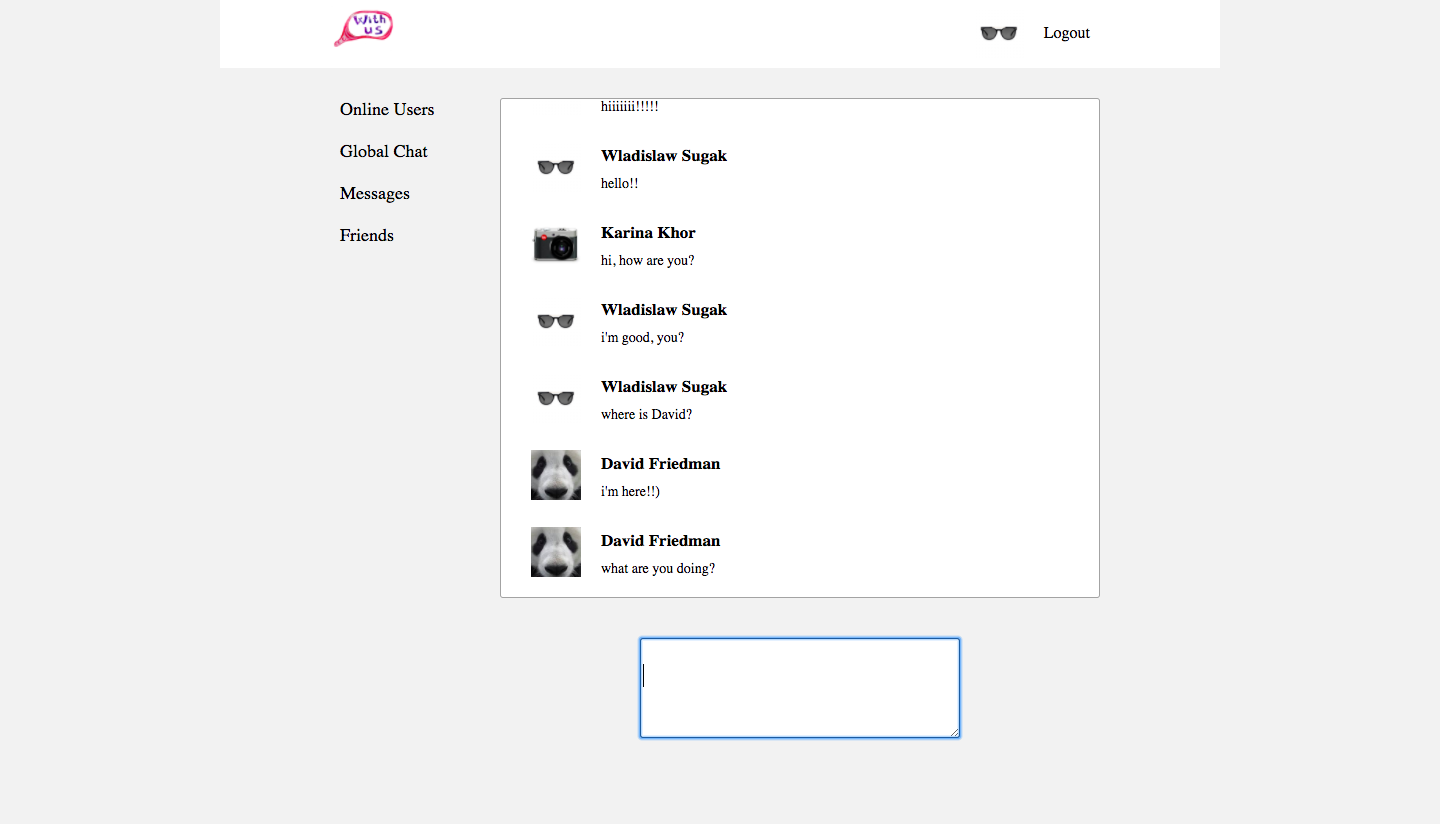 With
us
Logout
Online Users
Global Chat
Messages
Friends
hiiiiiii!!!!!
Wladislaw Sugak
hello!!
Karina Khor
hi, how are you?
Wladislaw Sugak
i'm good, you?
Wladislaw Sugak
where is David?
David Friedman
i'm here!!)
David Friedman
what are you doing?